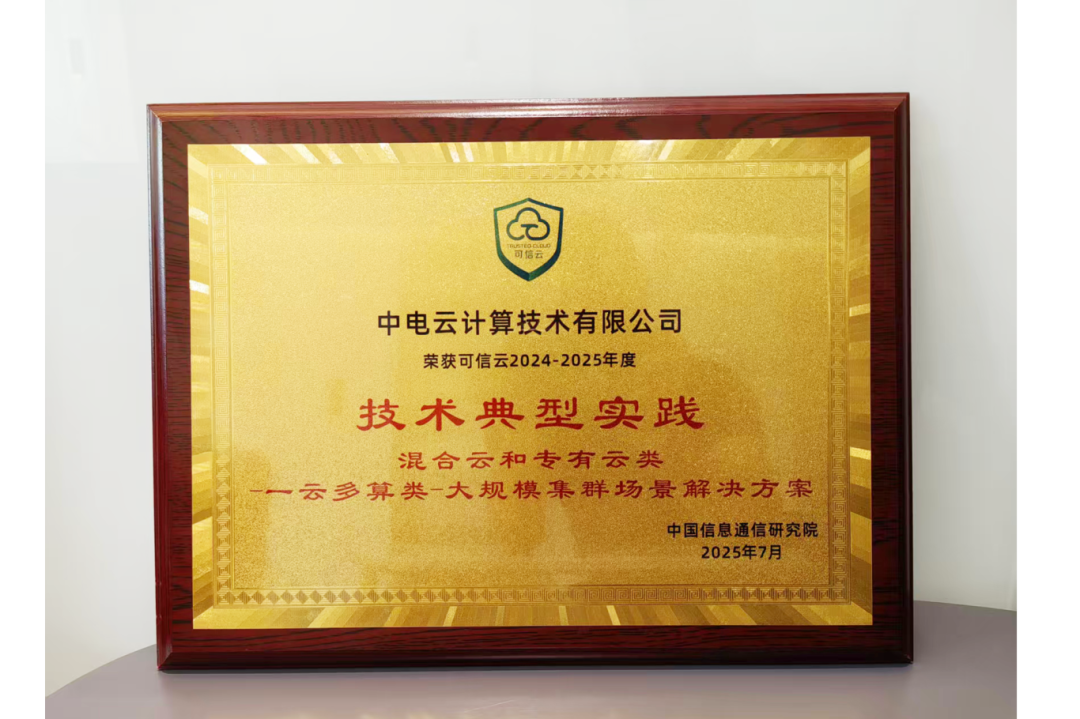 TRUSTED CLOUD
可信云
中电云计算技术有限公司
荣获可信云2024-2025年度
技术典型实践
混合云和专有云类
-一云多算类-大规模集群场景解决方案
中国信息通信研究院
2025年7月